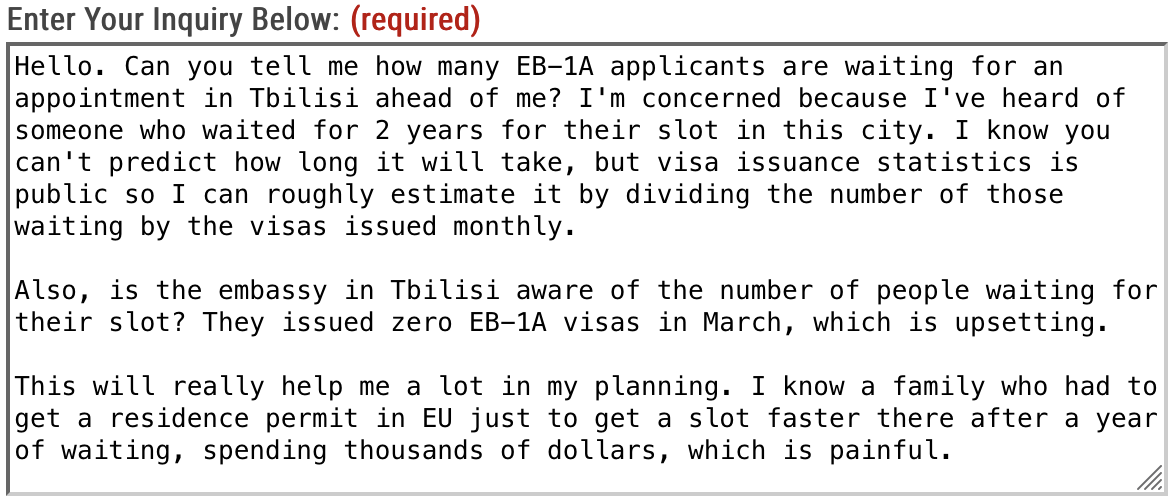 Enter Your Inquiry Below: (required)
Hello. Can you tell me how many EB-1A applicants are waiting for an
appointment in Tbilisi ahead of me? I'm concerned because I've heard of
someone who waited for 2 years for their slot in this city. I know you
can't predict how long it will take, but visa issuance statistics is
public so I can roughly estimate it by dividing the number of those
waiting by the visas issued monthly.

Also, is the embassy in Tbilisi aware of the number of people waiting for
their slot? They issued zero EB-1A visas in March, which is upsetting.

This will really help me a lot in my planning. I know a family who had to
get a residence permit in EU just to get a slot faster there after a year
of waiting, spending thousands of dollars, which is painful.